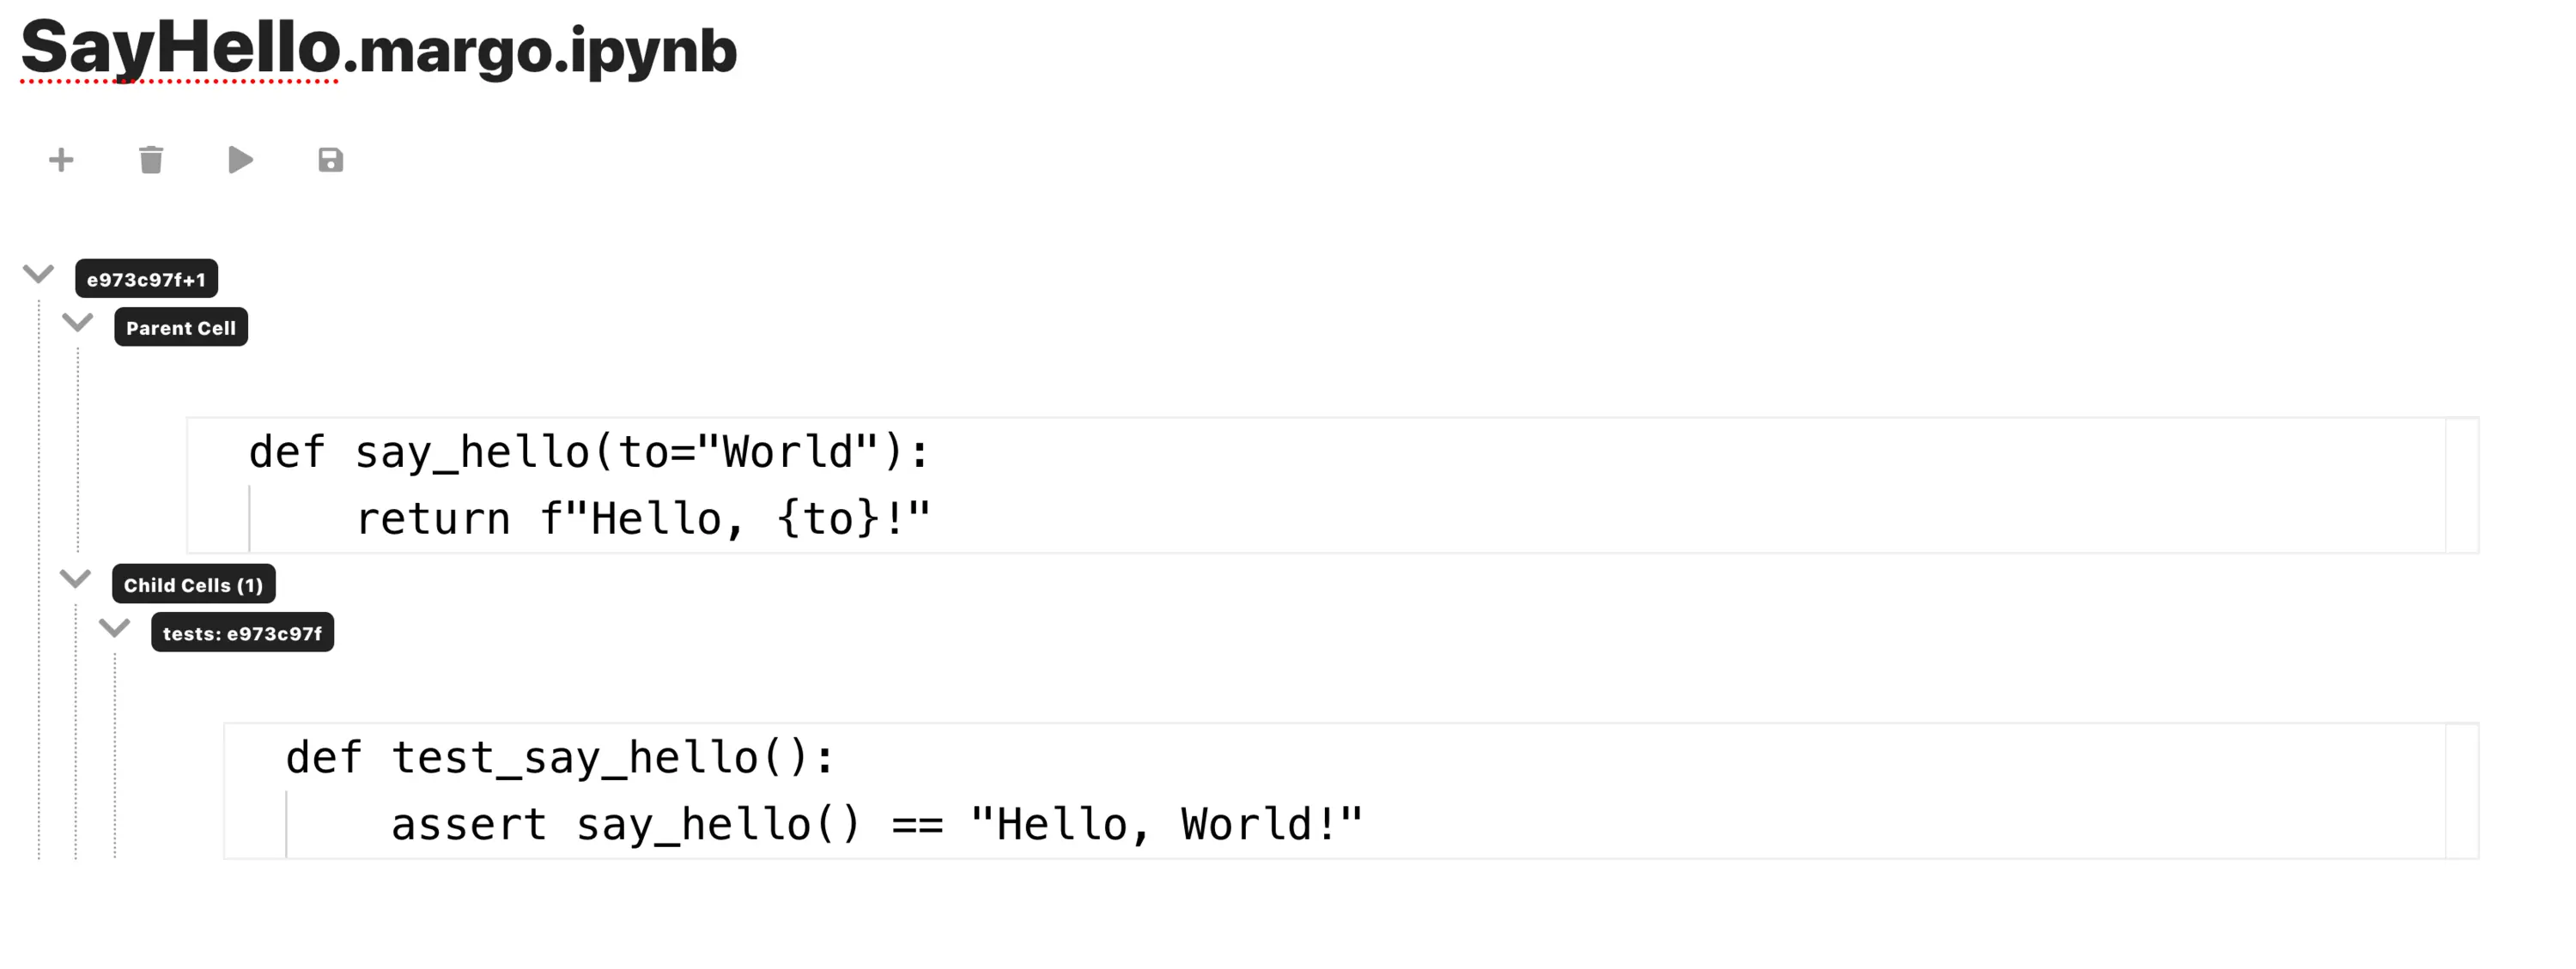 SayHello.margo.ipynb
e973c97f+1
Parent Cell
def say_hello(to="World"):
    return f"Hello, {to}!"
Child Cells (1)
tests: e973c97f
def test_say_hello():
    assert say_hello() == "Hello, World!"